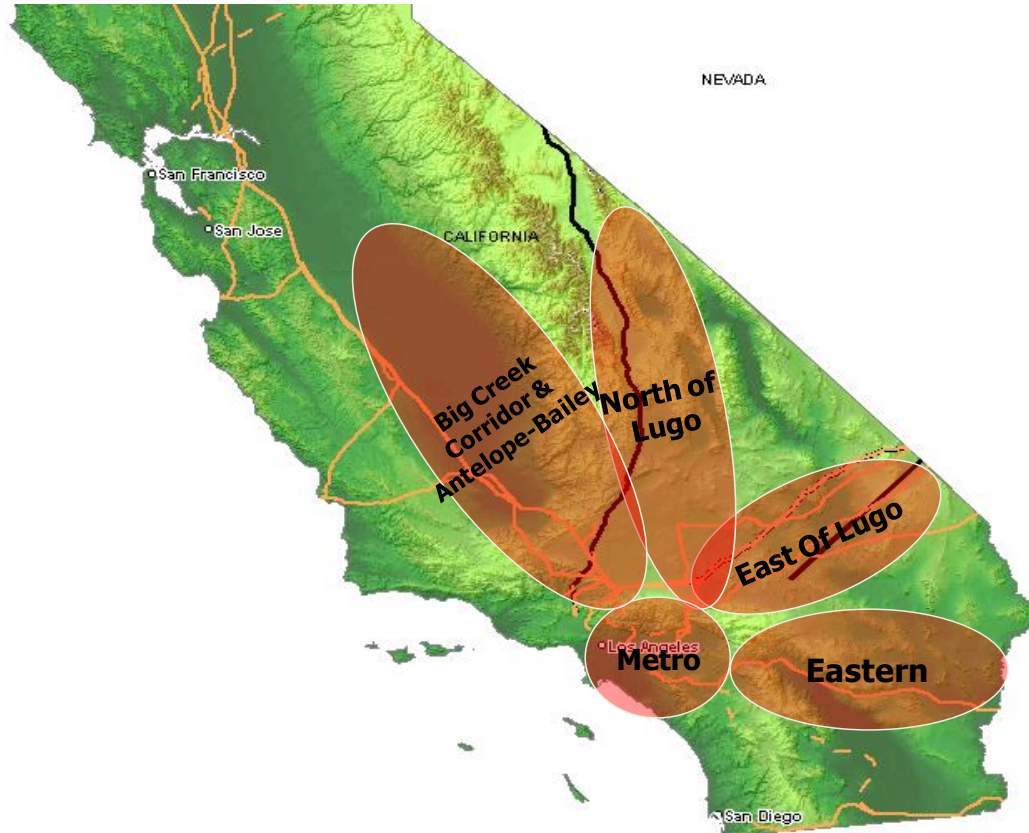 NEVADA
San Francisco
San Jose
CALIFORNIA
Big Creek
Corridor &
Antelope-Bailey
North of
Lugo
East Of Lugo
Los Angeles
Metro
Eastern
San Diego